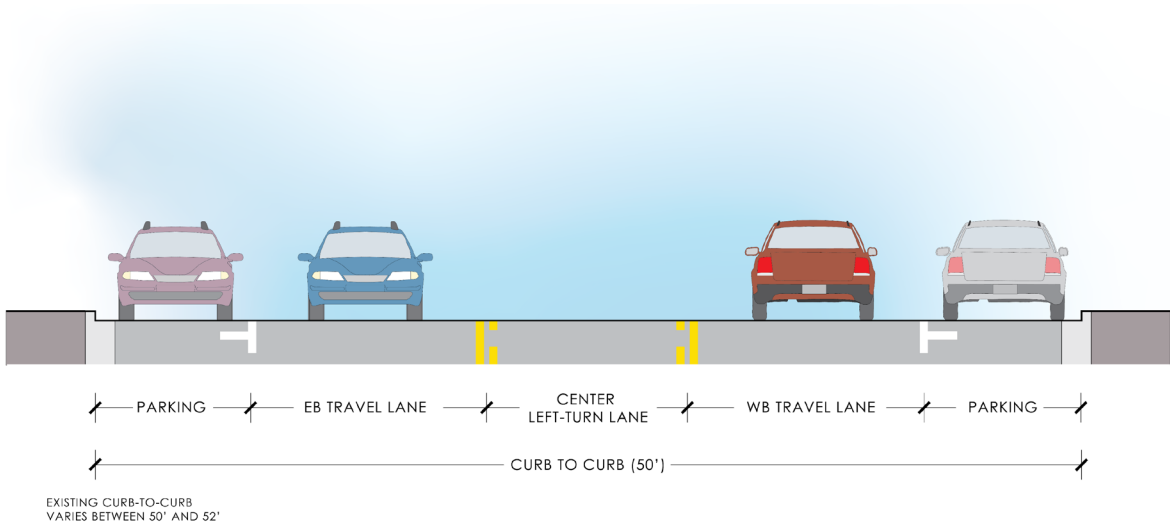 PARKING
EB TRAVEL LANE
CENTER
LEFT-TURN LANE
WB TRAVEL LANE
PARKING
CURB TO CURB (50')
EXISTING CURB-TO-CURB
VARIES BETWEEN 50' AND 52'